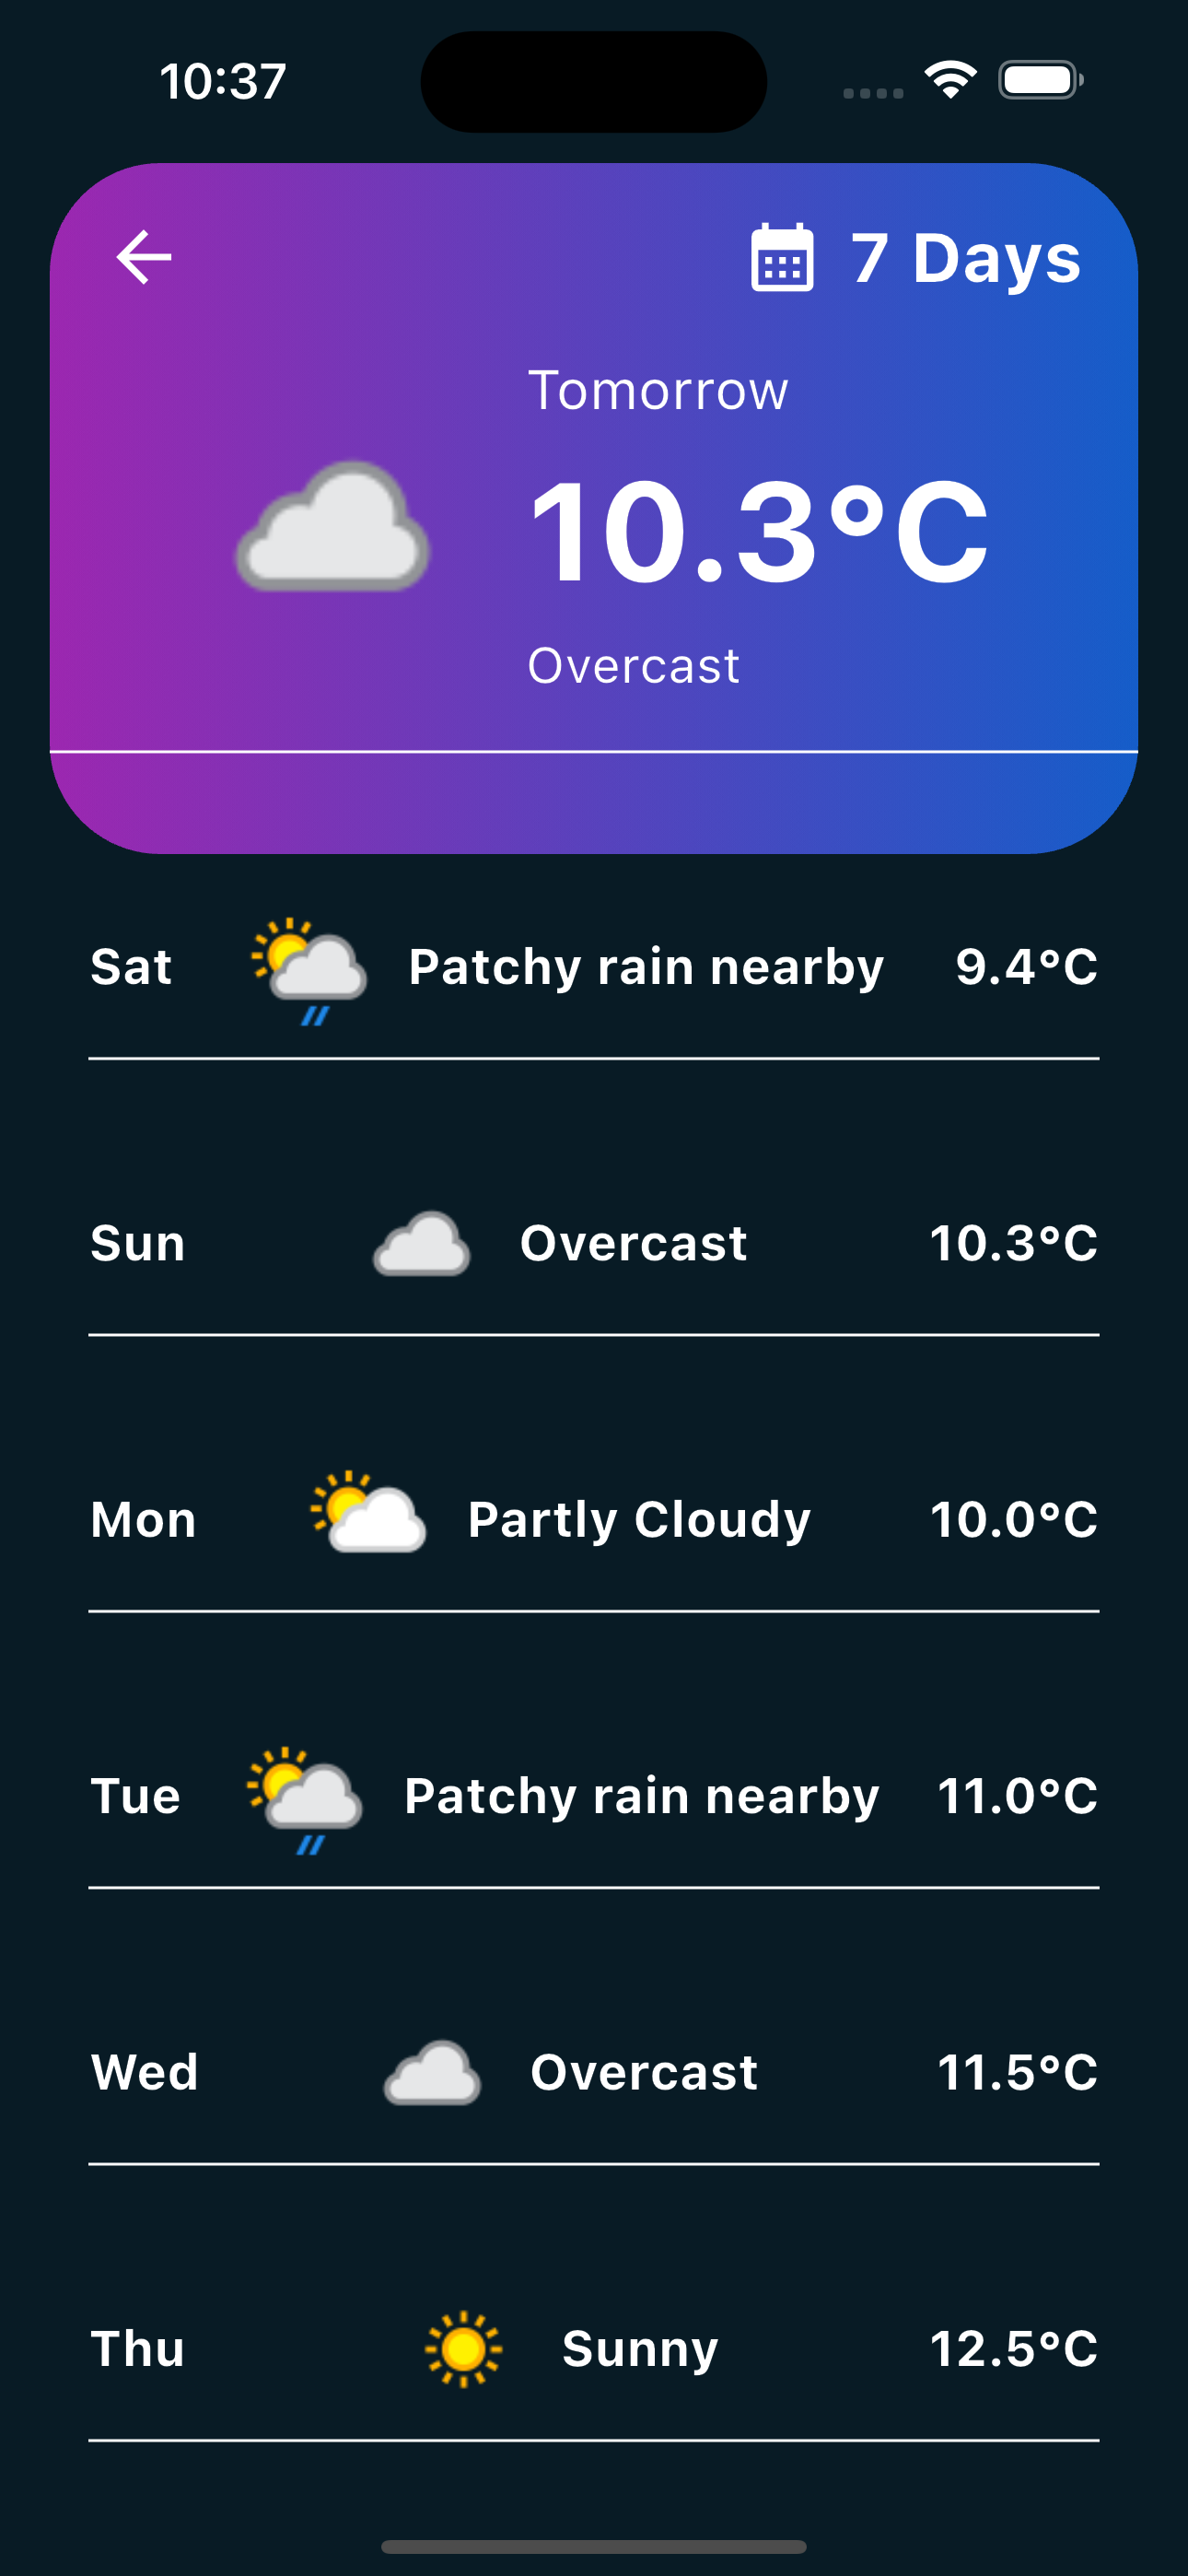 10:37
7 Days
Tomorrow
10.3°C
Overcast
Sat Patchy rain nearby 9.4°C
Sun Overcast 10.3°C
Mon Partly Cloudy 10.0°C
Tue Patchy rain nearby 11.0°C
Wed Overcast 11.5°C
Thu Sunny 12.5°C